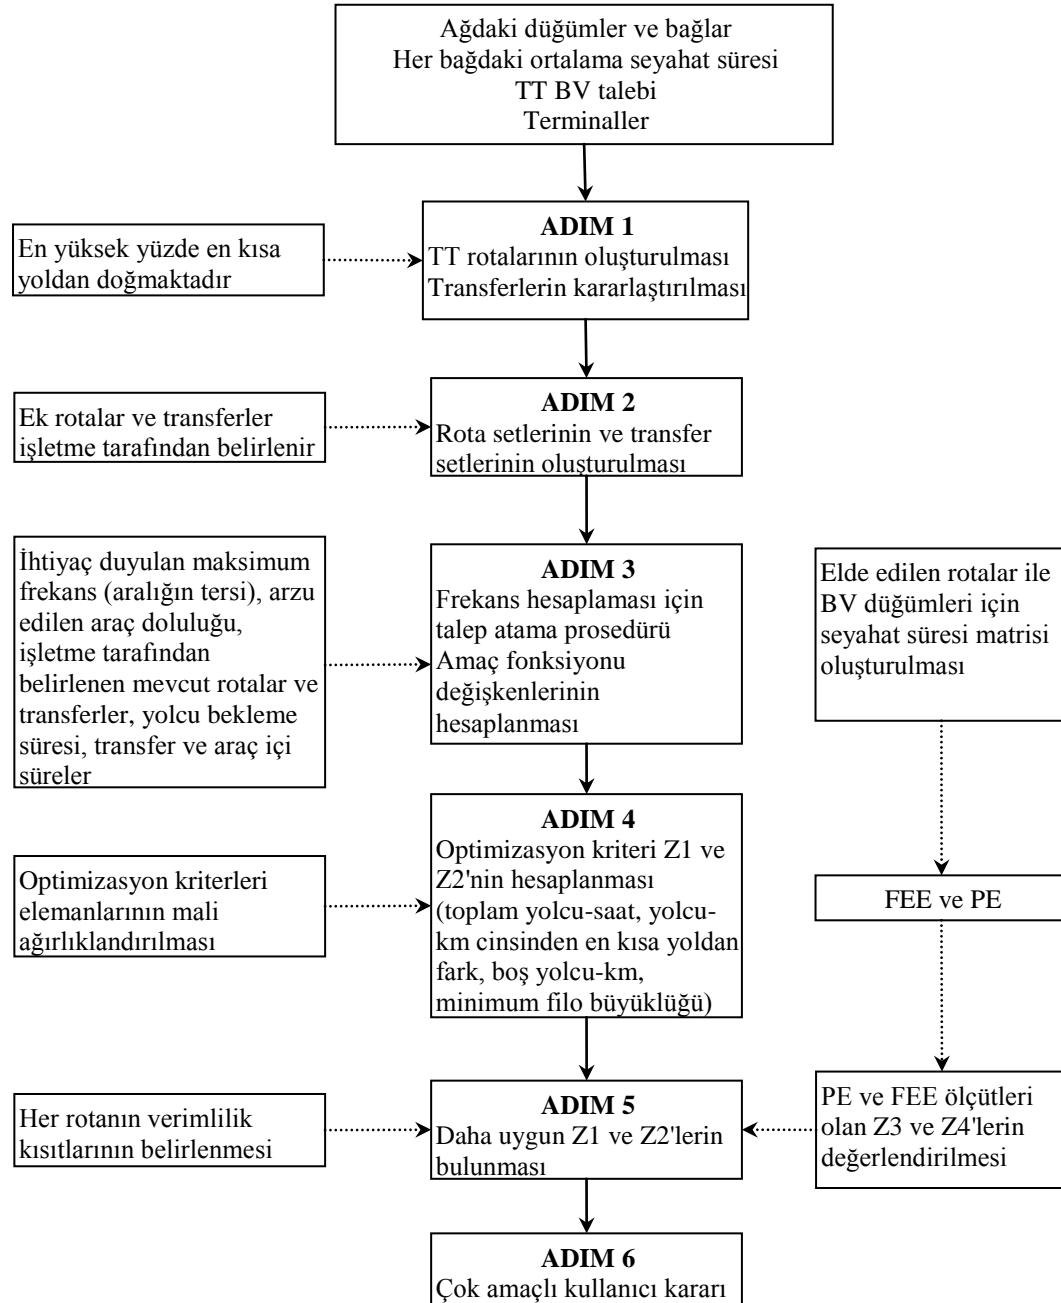 Ağdaki düğümler ve bağlar
Her bağdaki ortalama seyahat süresi
TT BV talebi
Terminaller
ADIM 1
TT rotalarının oluşturulması
Transferlerin kararlaştırılması
En yüksek yüzde en kısa
yoldan doğmaktadır
ADIM 2
Rota setlerinin ve transfer
setlerinin oluşturulması
Ek rotalar ve transferler
işletme tarafından belirlenir
ADIM 3
Frekans hesaplaması için
talep atama prosedürü
Amaç fonksiyonu
değişkenlerinin
hesaplanması
İhtiyaç duyulan maksimum
frekans (aralığın tersi), arzu
edilen araç doluluğu,
işletme tarafından
belirlenen mevcut rotalar ve
transferler, yolcu bekleme
süresi, transfer ve araç içi
süreler
Elde edilen rotalar ile
BV düğümleri için
seyahat süresi matrisi
oluşturulması
ADIM 4
Optimizasyon kriteri Z1 ve
Z2'nin hesaplanması
(toplam yolcu-saat, yolcu-
km cinsinden en kısa yoldan
fark, boş yolcu-km,
minimum filo büyüklüğü)
Optimizasyon kriterleri
elemanlarının mali
ağırlıklandırılması
FEE ve PE
ADIM 5
Daha uygun Z1 ve Z2'lerin
bulunması
Her rotanın verimlilik
kısıtlarının belirlenmesi
PE ve FEE ölçütleri
olan Z3 ve Z4'lerin
değerlendirilmesi
ADIM 6
Çok amaçlı kullanıcı kararı